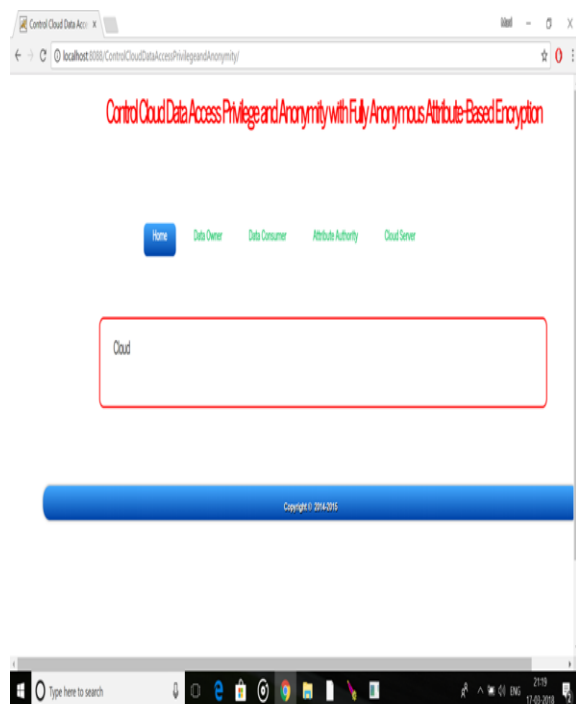 Control Cloud Data Acce
localhost:8088/ControlCloudDataAccessPrivilegeandAnonymity/
Control Cloud Data Access Privilege and Anonymity with Fully Anonymous Attribute-Based Encryption
Home Data Owner Data Consumer Attribute Authority Cloud Server
Cloud
Copyright © 2014-2015
Type here to search
ENG
21:19
17-03-2018